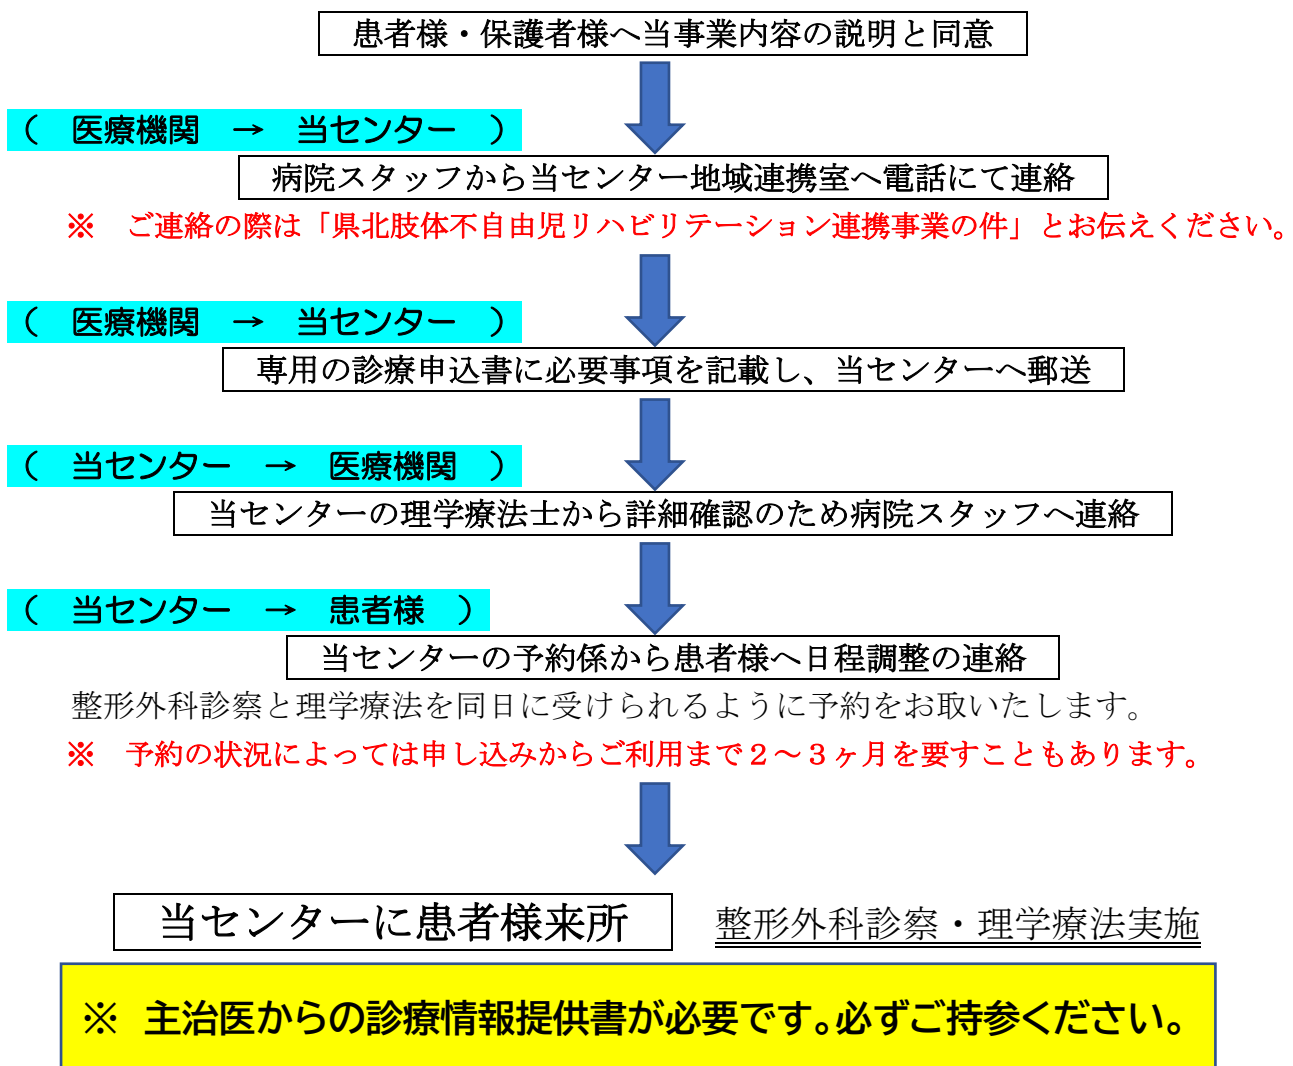 患者様・保護者様へ当事業内容の説明と同意
（　医療機関　→　当センター　）
病院スタッフから当センター地域連携室へ電話にて連絡
※　ご連絡の際は「県北肢体不自由児リハビリテーション連携事業の件」とお伝えください。
（　医療機関　→　当センター　）
専用の診療申込書に必要事項を記載し、当センターへ郵送
（　当センター　→　医療機関　）
当センターの理学療法士から詳細確認のため病院スタッフへ連絡
（　当センター　→　患者様　）
当センターの予約係から患者様へ日程調整の連絡
整形外科診察と理学療法を同日に受けられるように予約をお取いたします。
※　予約の状況によっては申し込みからご利用まで２～３ヶ月を要すこともあります。
当センターに患者様来所　整形外科診察・理学療法実施
※　主治医からの診療情報提供書が必要です。必ずご持参ください。